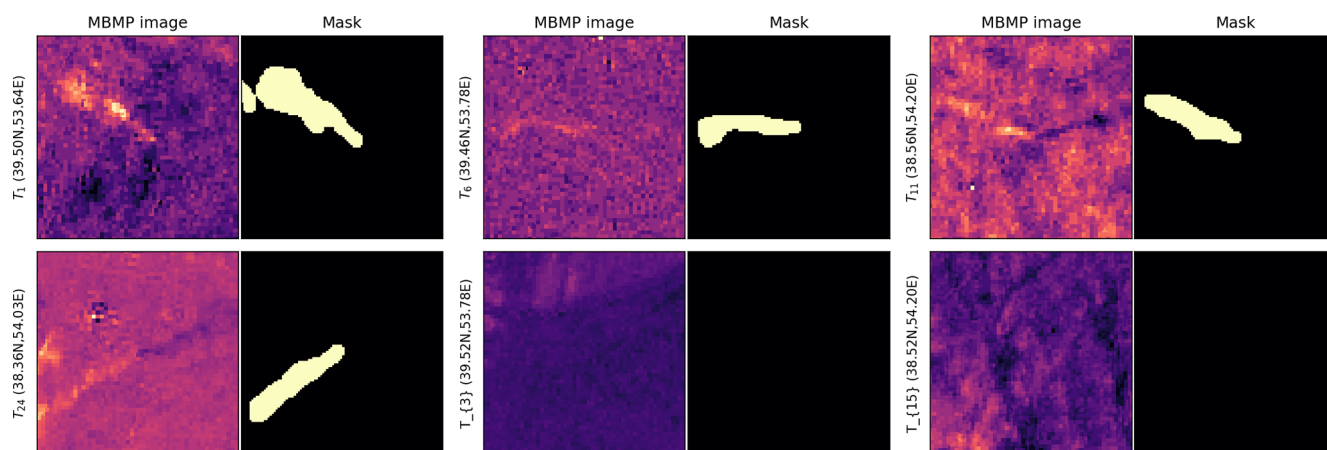 MBMP image Mask MBMP image Mask MBMP image Mask
T₁ (39.50N,53.64E) T₆ (39.46N,53.78E) T₁₁ (38.56N,54.20E)
T₂₄ (38.36N,54.03E) T_{3} (39.52N,53.78E) T_{15} (38.52N,54.20E)